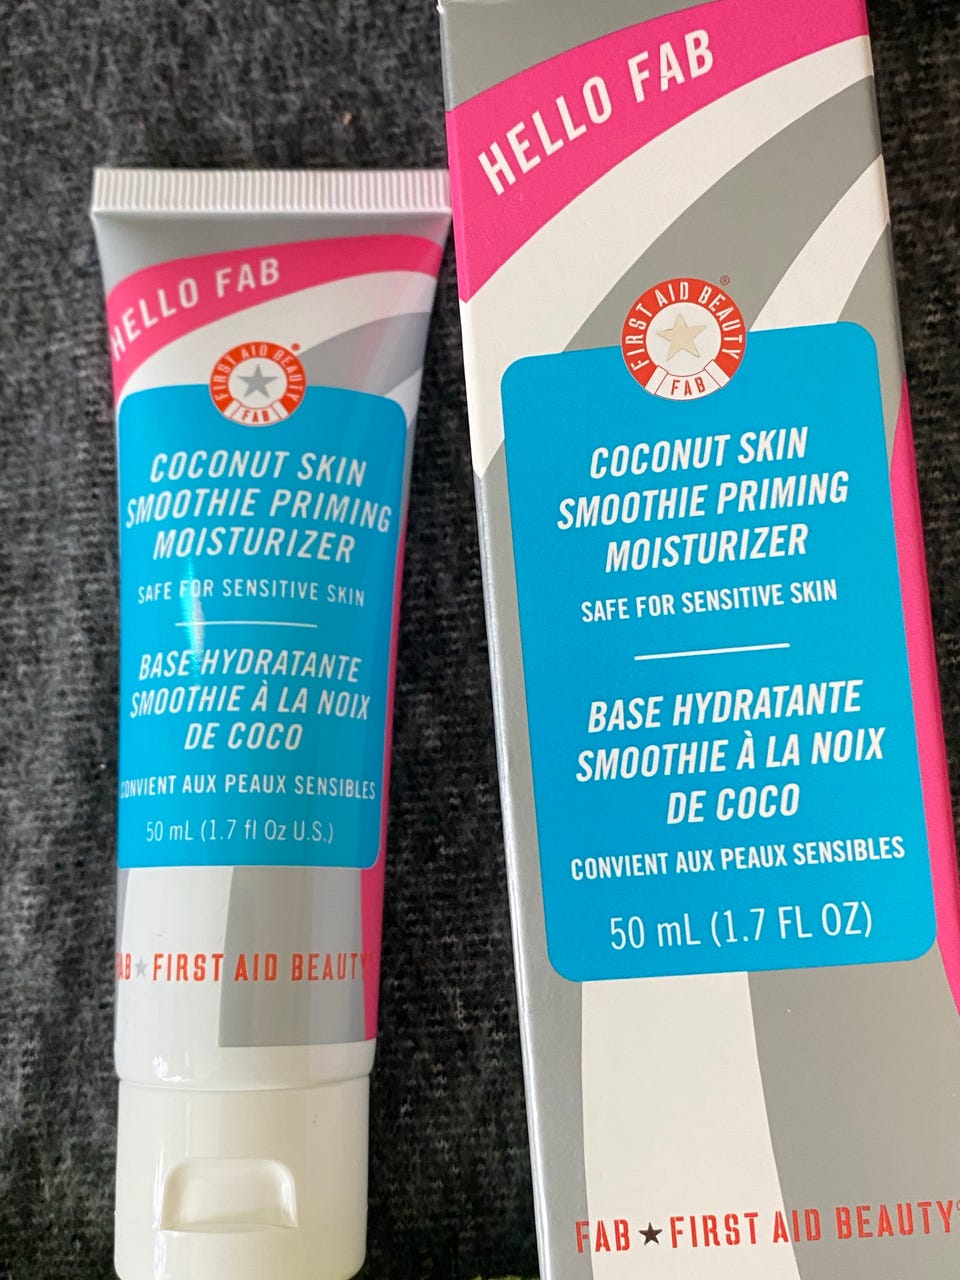 HELLO FAB
FIRST AID BEAUTY
FAB
COCONUT SKIN
SMOOTHIE PRIMING
MOISTURIZER
SAFE FOR SENSITIVE SKIN
BASE HYDRATANTE
SMOOTHIE À LA NOIX
DE COCO
CONVIENT AUX PEAUX SENSIBLES
50 mL (1.7 fl Oz U.S.)
FAB★FIRST AID BEAUTY
HELLO FAB
FIRST AID BEAUTY®
FAB
COCONUT SKIN
SMOOTHIE PRIMING
MOISTURIZER
SAFE FOR SENSITIVE SKIN
BASE HYDRATANTE
SMOOTHIE À LA NOIX
DE COCO
CONVIENT AUX PEAUX SENSIBLES
50 mL (1.7 FL OZ)
FAB★FIRST AID BEAUTY®